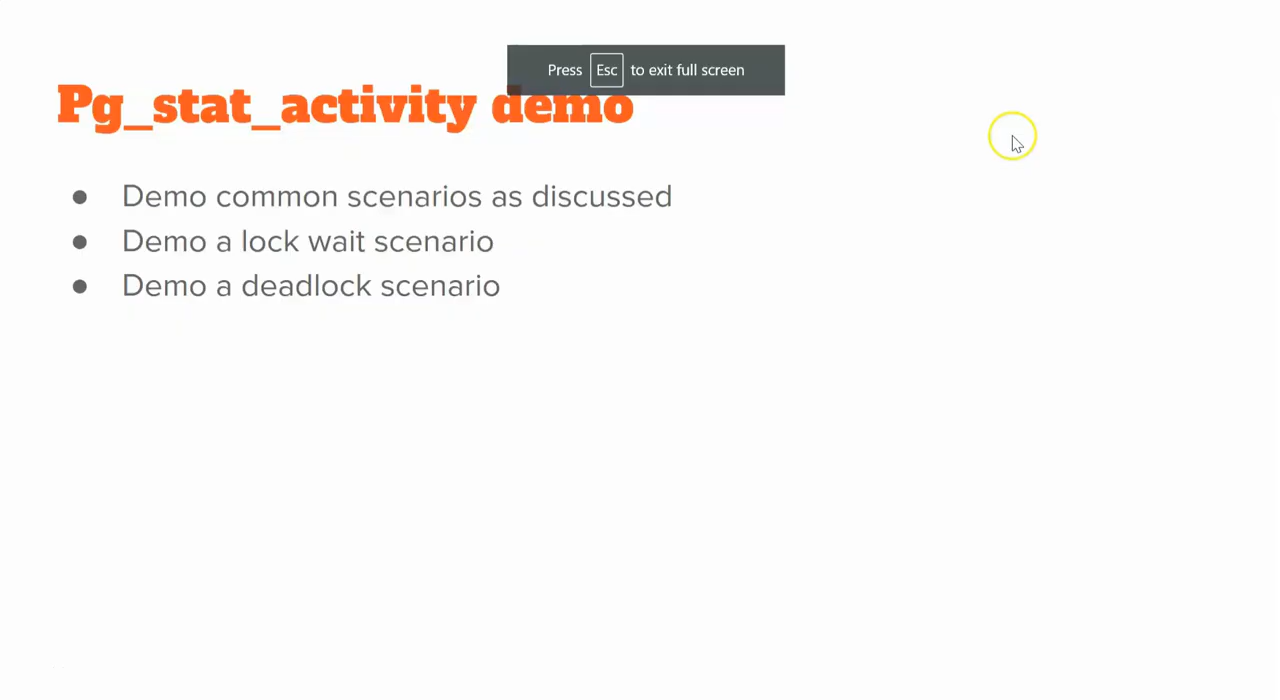 Press Esc to exit full screen
Pg_stat_activity demo
● Demo common scenarios as discussed
● Demo a lock wait scenario
● Demo a deadlock scenario